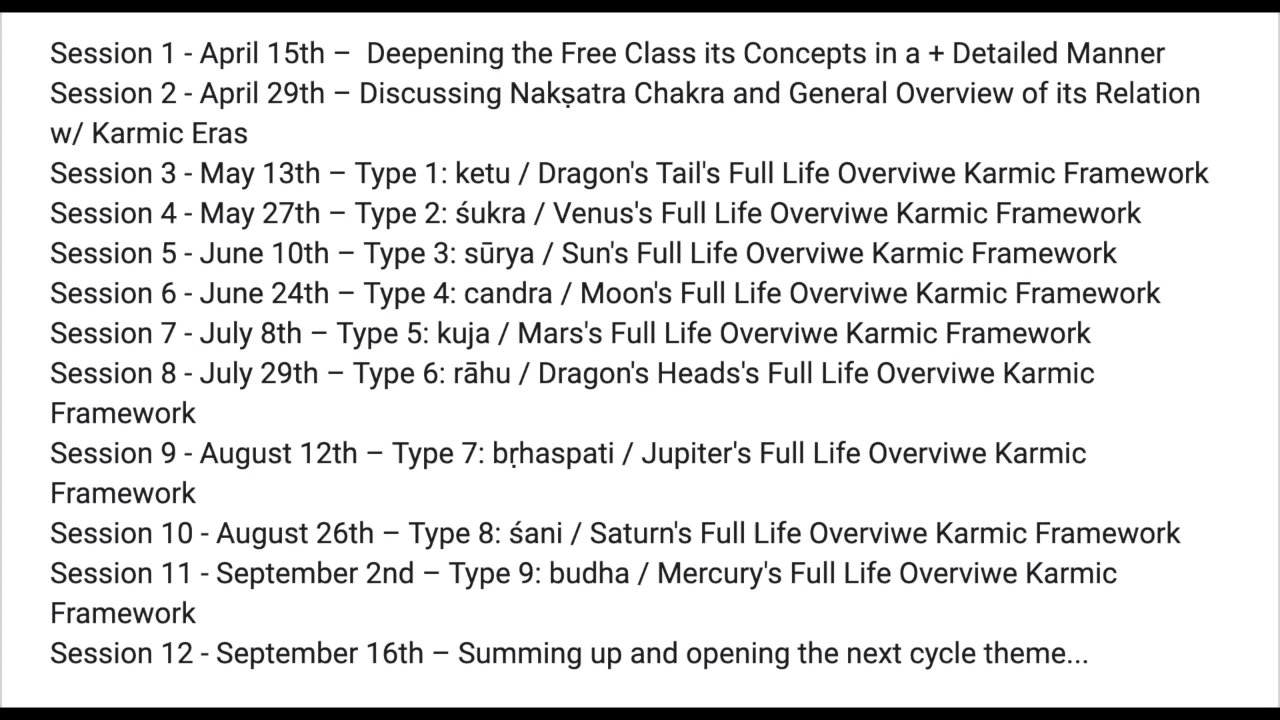 Session 1 - April 15th –  Deepening the Free Class its Concepts in a + Detailed Manner
Session 2 - April 29th – Discussing Nakṣatra Chakra and General Overview of its Relation
w/ Karmic Eras
Session 3 - May 13th – Type 1: ketu / Dragon's Tail's Full Life Overviwe Karmic Framework
Session 4 - May 27th – Type 2: śukra / Venus's Full Life Overviwe Karmic Framework
Session 5 - June 10th – Type 3: sūrya / Sun's Full Life Overviwe Karmic Framework
Session 6 - June 24th – Type 4: candra / Moon's Full Life Overviwe Karmic Framework
Session 7 - July 8th – Type 5: kuja / Mars's Full Life Overviwe Karmic Framework
Session 8 - July 29th – Type 6: rāhu / Dragon's Heads's Full Life Overviwe Karmic
Framework
Session 9 - August 12th – Type 7: bṛhaspati / Jupiter's Full Life Overviwe Karmic
Framework
Session 10 - August 26th – Type 8: śani / Saturn's Full Life Overviwe Karmic Framework
Session 11 - September 2nd – Type 9: budha / Mercury's Full Life Overviwe Karmic
Framework
Session 12 - September 16th – Summing up and opening the next cycle theme...